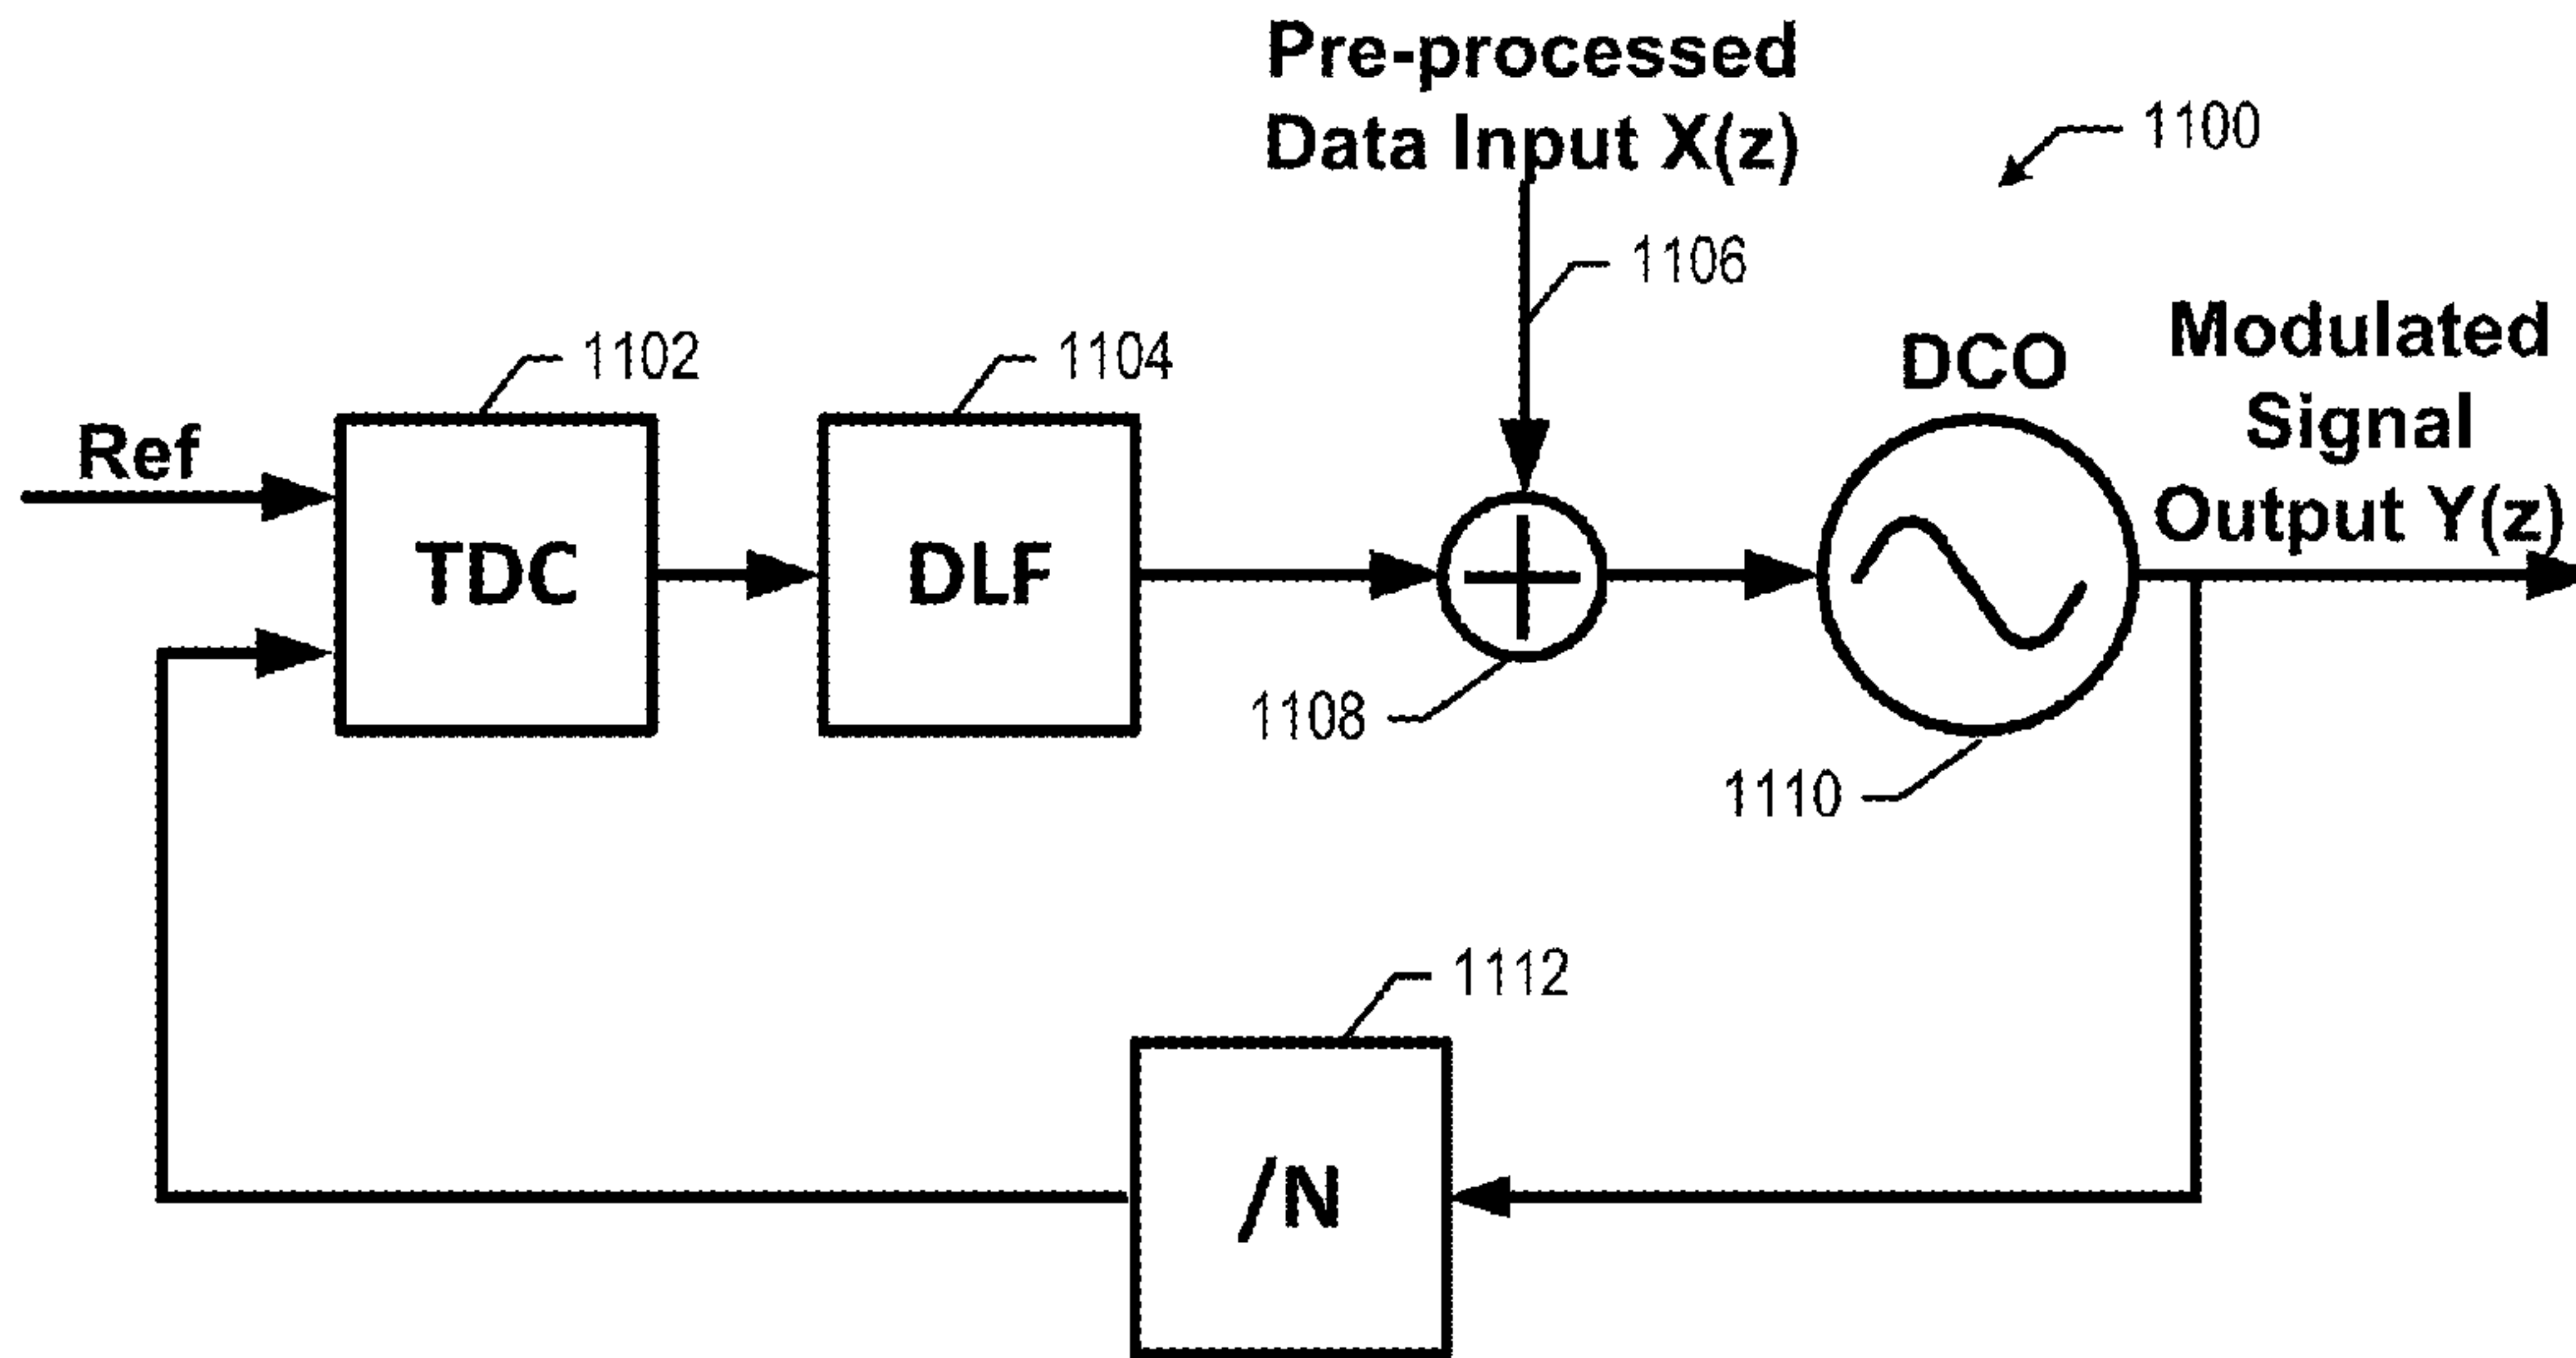 Pre-processed
Data Input X(z)
1100
1106
Modulated
Signal
Output Y(z)
DCO
1102
1104
Ref
TDC
DLF
1108
1110
1112
/N